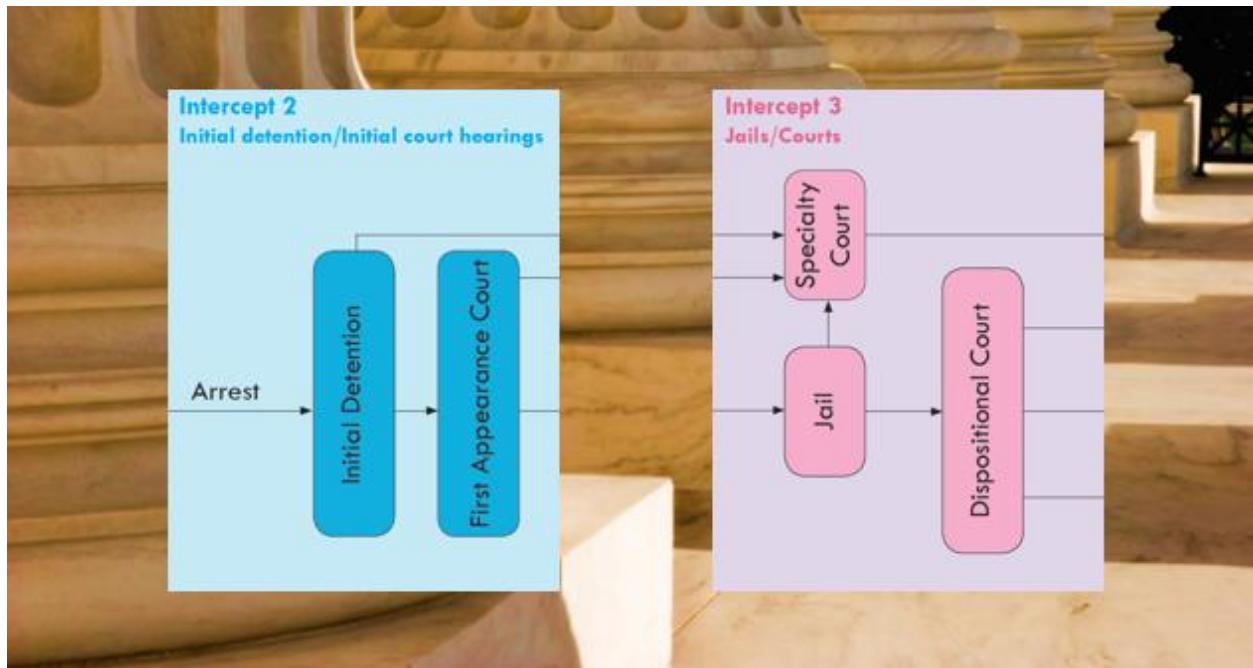 Intercept 2
Initial detention/Initial court hearings
Arrest
Initial Detention
First Appearance Court
Intercept 3
Jails/Courts
Specialty
Court
Jail
Dispositional Court